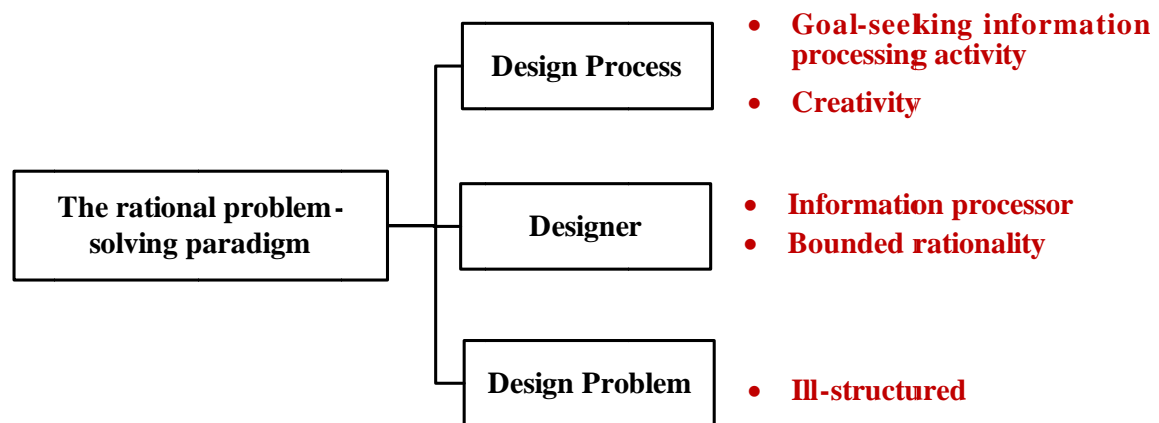 Design Process
• Goal-seeking information
processing activity
• Creativity
The rational problem-
solving paradigm
Designer
• Information processor
• Bounded rationality
Design Problem
• Ill-structured